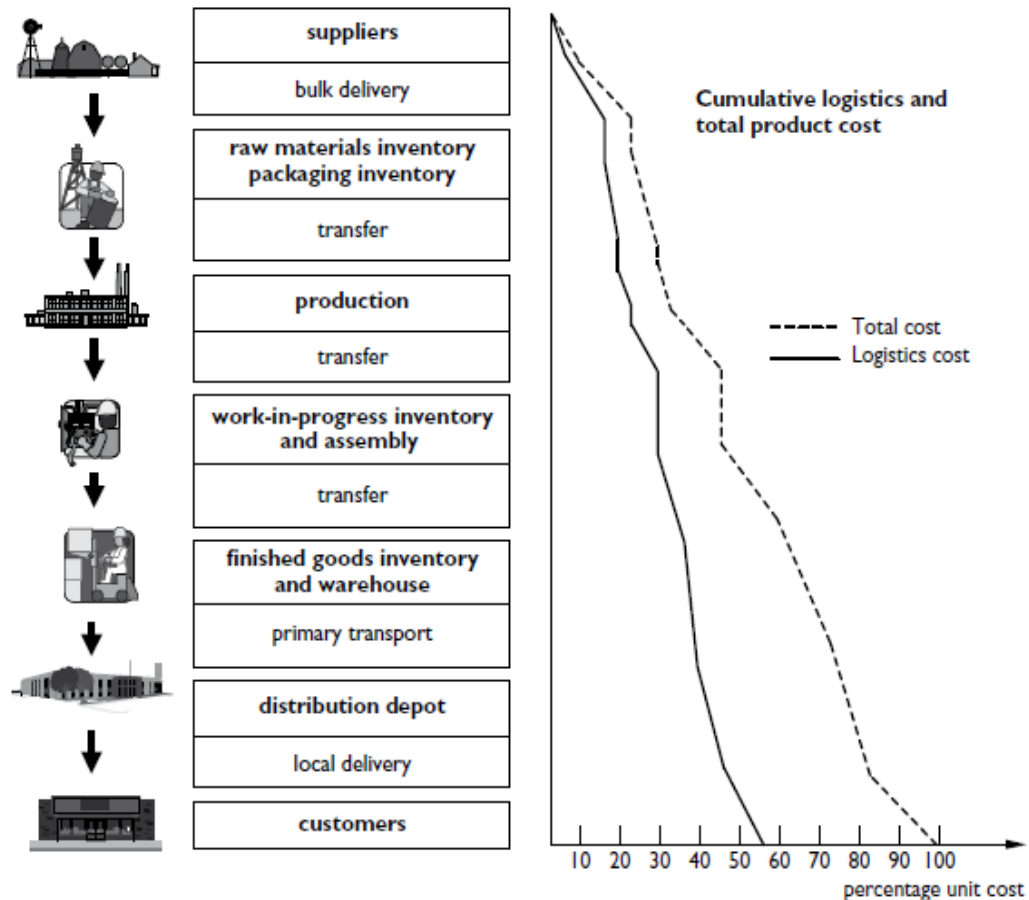 suppliers
bulk delivery
raw materials inventory
packaging inventory
transfer
production
transfer
work-in-progress inventory
and assembly
transfer
finished goods inventory
and warehouse
primary transport
distribution depot
local delivery
customers
Cumulative logistics and
total product cost
Total cost
Logistics cost
10 20 30 40 50 60 70 80 90 100
percentage unit cost